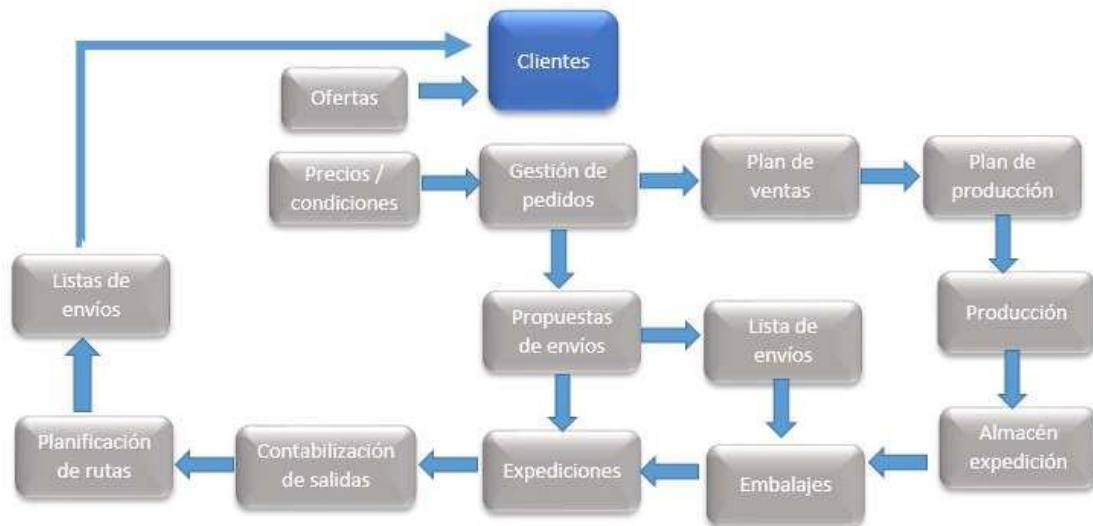 Clientes
Ofertas
Precios /
condiciones
Gestión de
pedidos
Plan de
ventas
Plan de
producción
Listas de
envíos
Propuestas
de envíos
Lista de
envíos
Producción
Planificación
de rutas
Contabilización
de salidas
Expediciones
Embalajes
Almacén
expedición